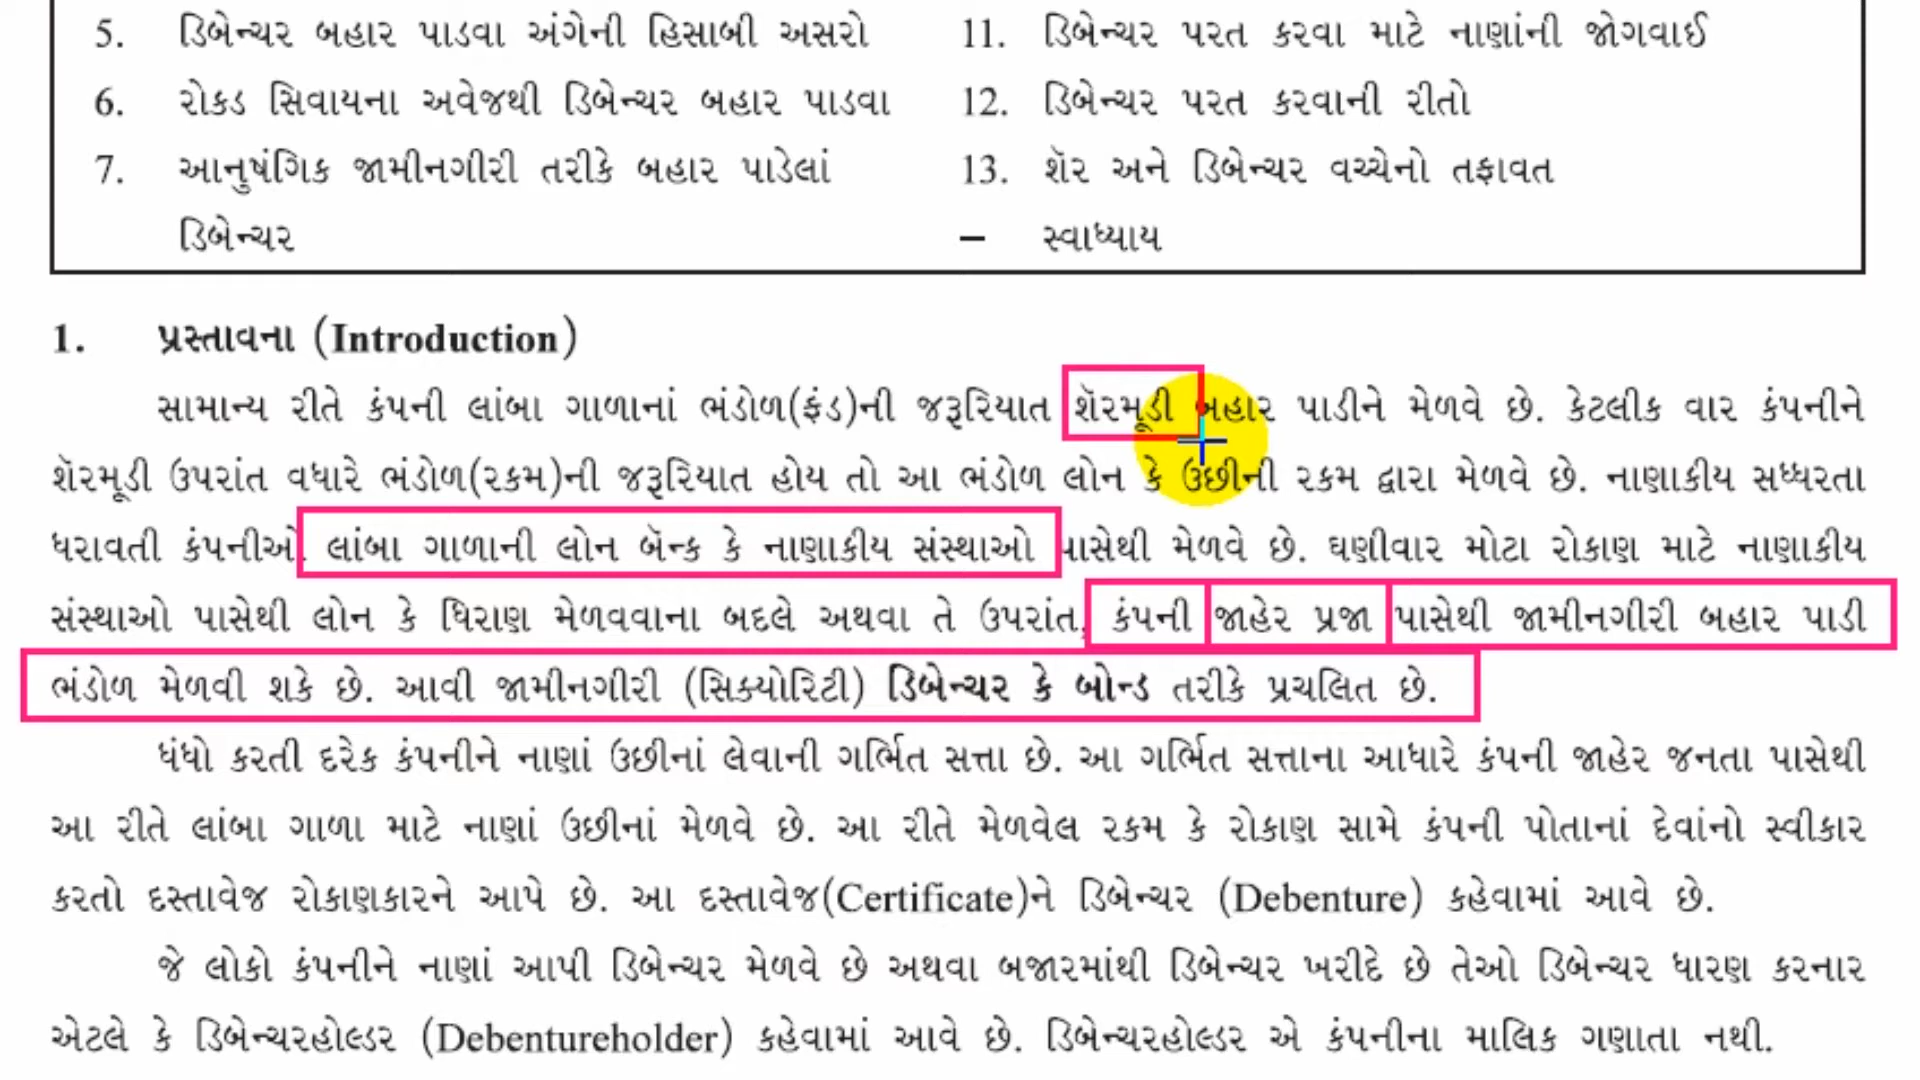 5. ડિબેન્ચર બહાર પાડવા અંગેની હિસાબી અસરો
6. રોકડ સિવાયના અવેજથી ડિબેન્ચર બહાર પાડવા
7. આનુષંગિક જામીનગીરી તરીકે બહાર પાડેલાં
ડિબેન્ચર
11. ડિબેન્ચર પરત કરવા માટે નાણાંની જોગવાઈ
12. ડિબેન્ચર પરત કરવાની રીતો
13. શૅર અને ડિબેન્ચર વચ્ચેનો તફાવત
– સ્વાધ્યાય
1. પ્રસ્તાવના (Introduction)
સામાન્ય રીતે કંપની લાંબા ગાળાનાં ભંડોળ(ફંડ)ની જરૂરિયાત શૅરમૂડી બહાર પાડીને મેળવે છે. કેટલીક વાર કંપનીને
શૅરમૂડી ઉપરાંત વધારે ભંડોળ(રકમ)ની જરૂરિયાત હોય તો આ ભંડોળ લોન કે ઉછીની રકમ દ્વારા મેળવે છે. નાણાકીય સધ્ધરતા
ધરાવતી કંપનીઓ લાંબા ગાળાની લોન બૅન્ક કે નાણાકીય સંસ્થાઓ પાસેથી મેળવે છે. ઘણીવાર મોટા રોકાણ માટે નાણાકીય
સંસ્થાઓ પાસેથી લોન કે ધિરાણ મેળવવાના બદલે અથવા તે ઉપરાંત, કંપની જાહેર પ્રજા પાસેથી જામીનગીરી બહાર પાડી
ભંડોળ મેળવી શકે છે. આવી જામીનગીરી (સિક્યોરિટી) ડિબેન્ચર કે બોન્ડ તરીકે પ્રચલિત છે.
ધંધો કરતી દરેક કંપનીને નાણાં ઉછીનાં લેવાની ગર્ભિત સત્તા છે. આ ગર્ભિત સત્તાના આધારે કંપની જાહેર જનતા પાસેથી
આ રીતે લાંબા ગાળા માટે નાણાં ઉછીનાં મેળવે છે. આ રીતે મેળવેલ રકમ કે રોકાણ સામે કંપની પોતાનાં દેવાંનો સ્વીકાર
કરતો દસ્તાવેજ રોકાણકારને આપે છે. આ દસ્તાવેજ(Certificate)ને ડિબેન્ચર (Debenture) કહેવામાં આવે છે.
જે લોકો કંપનીને નાણાં આપી ડિબેન્ચર મેળવે છે અથવા બજારમાંથી ડિબેન્ચર ખરીદે છે તેઓ ડિબેન્ચર ધારણ કરનાર
એટલે કે ડિબેન્ચરહોલ્ડર (Debentureholder) કહેવામાં આવે છે. ડિબેન્ચરહોલ્ડર એ કંપનીના માલિક ગણાતા નથી.